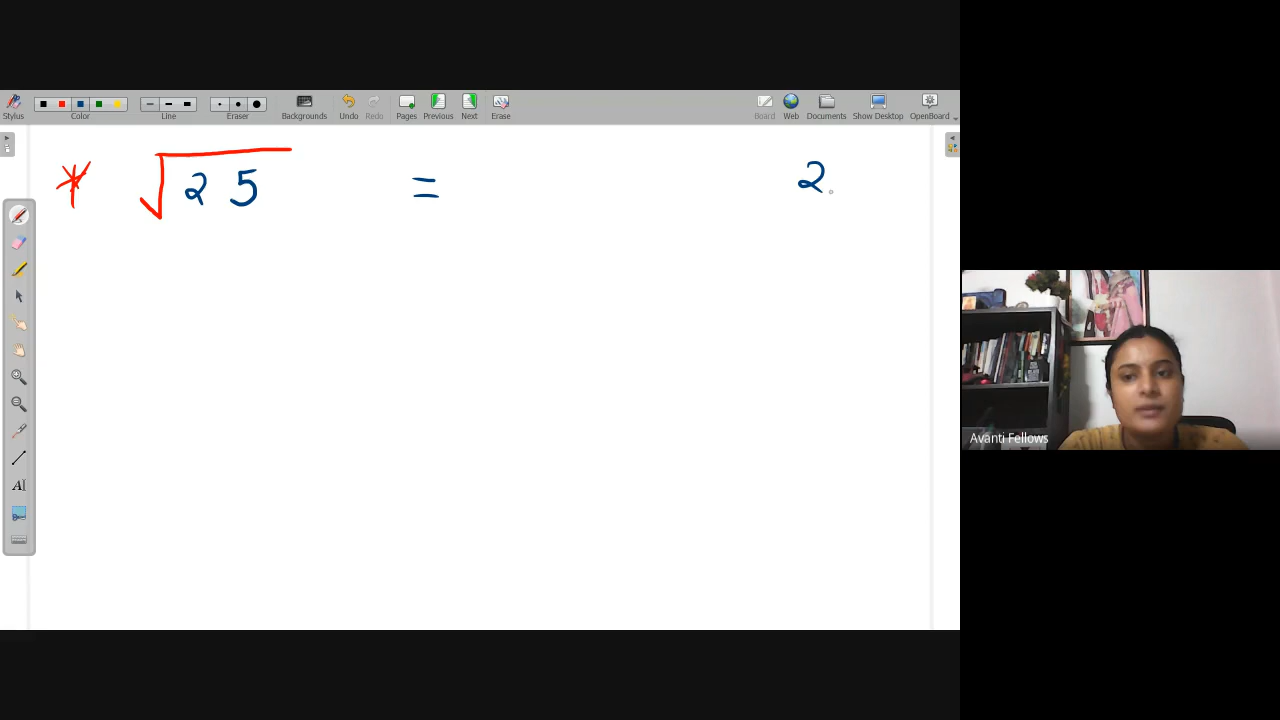 Stylus Color Line Eraser Backgrounds Undo Redo Pages Previous Next Erase Board Web Documents Show Desktop OpenBoard
* √25 = 2
Avanti Fellows